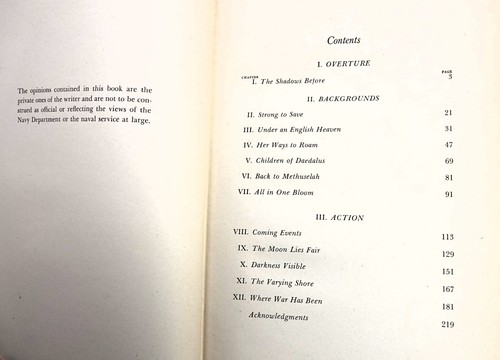 The opinions contained in this book are the
private ones of the writer and are not to be con-
strued as official or reflecting the views of the
Navy Department or the naval service at large.
Contents
I. OVERTURE
CHAPTER PAGE
I. The Shadows Before 3
II. BACKGROUNDS
II. Strong to Save 21
III. Under an English Heaven 31
IV. Her Ways to Roam 47
V. Children of Daedalus 69
VI. Back to Methuselah 81
VII. All in One Bloom 91
III. ACTION
VIII. Coming Events 113
IX. The Moon Lies Fair 129
X. Darkness Visible 151
XI. The Varying Shore 167
XII. Where War Has Been 181
Acknowledgments 219